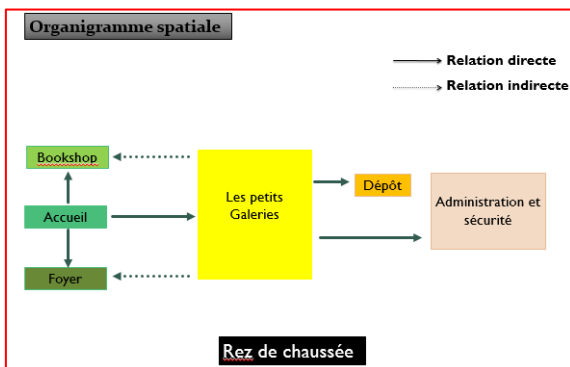 Organigramme spatiale
Relation directe
Relation indirecte
Bookshop
Accueil
Foyer
Les petits
Galeries
Dépôt
Administration et
sécurité
Rez de chaussée